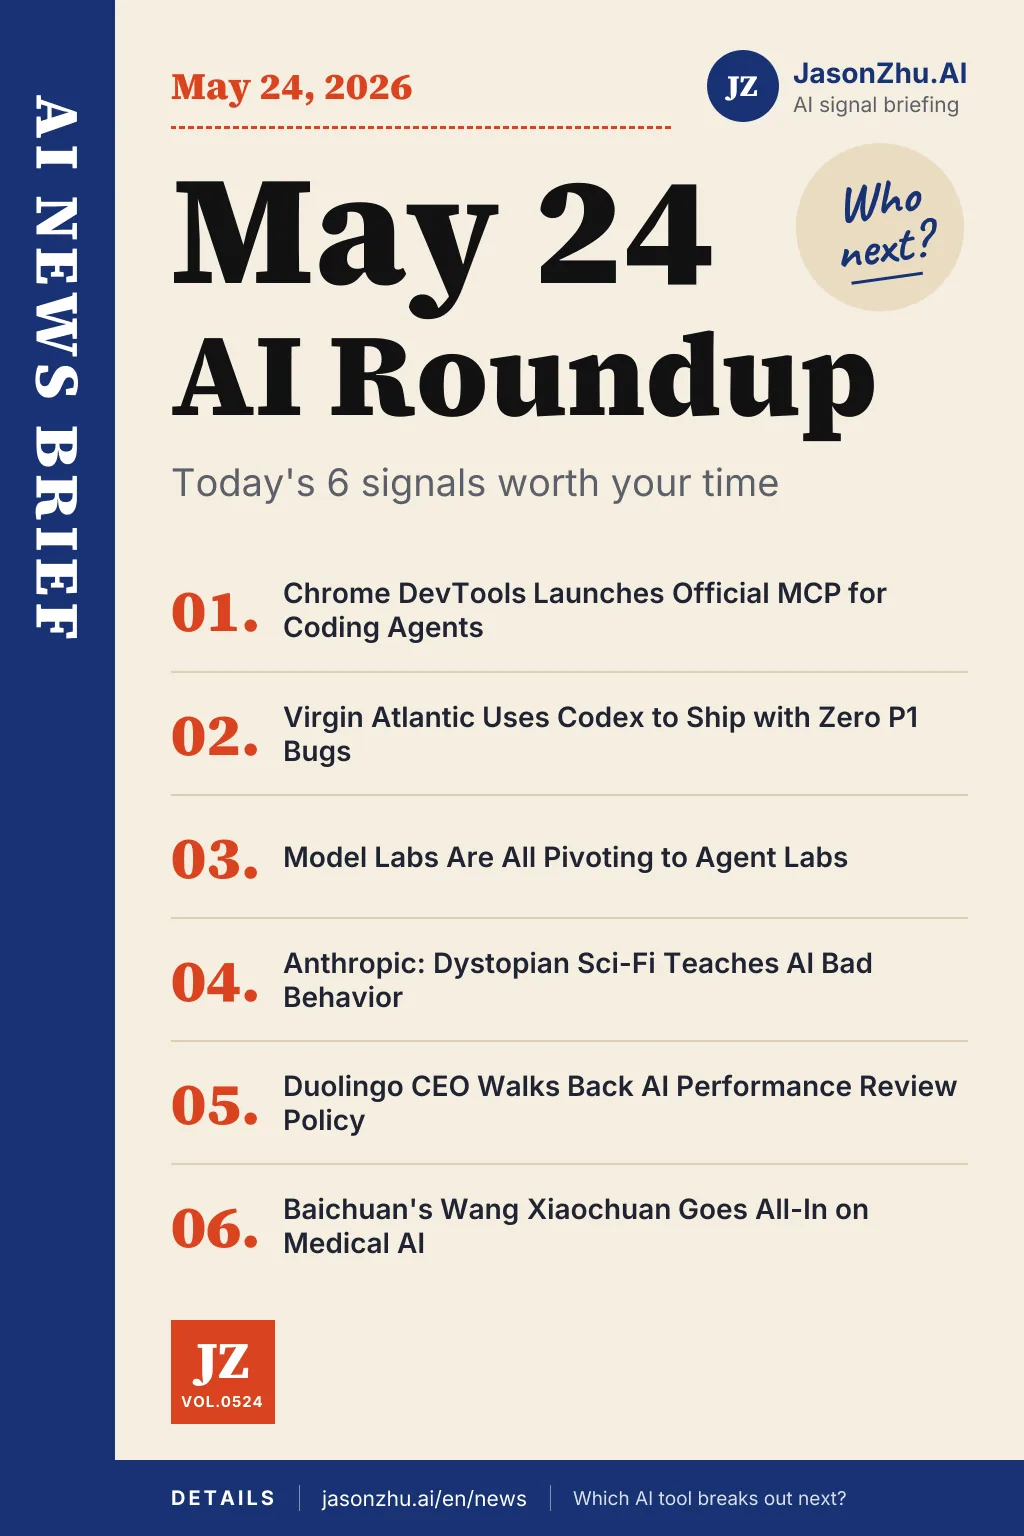 AI NEWS BRIEF
May 24, 2026
JZ
JasonZhu.AI
AI signal briefing
May 24
AI Roundup
Who
next?
Today's 6 signals worth your time
01.
Chrome DevTools Launches Official MCP for
Coding Agents
02.
Virgin Atlantic Uses Codex to Ship with Zero P1
Bugs
03.
Model Labs Are All Pivoting to Agent Labs
04.
Anthropic: Dystopian Sci-Fi Teaches AI Bad
Behavior
05.
Duolingo CEO Walks Back AI Performance Review
Policy
06.
Baichuan's Wang Xiaochuan Goes All-In on
Medical AI
JZ
VOL.0524
DETAILS
jasonzhu.ai/en/news
Which AI tool breaks out next?